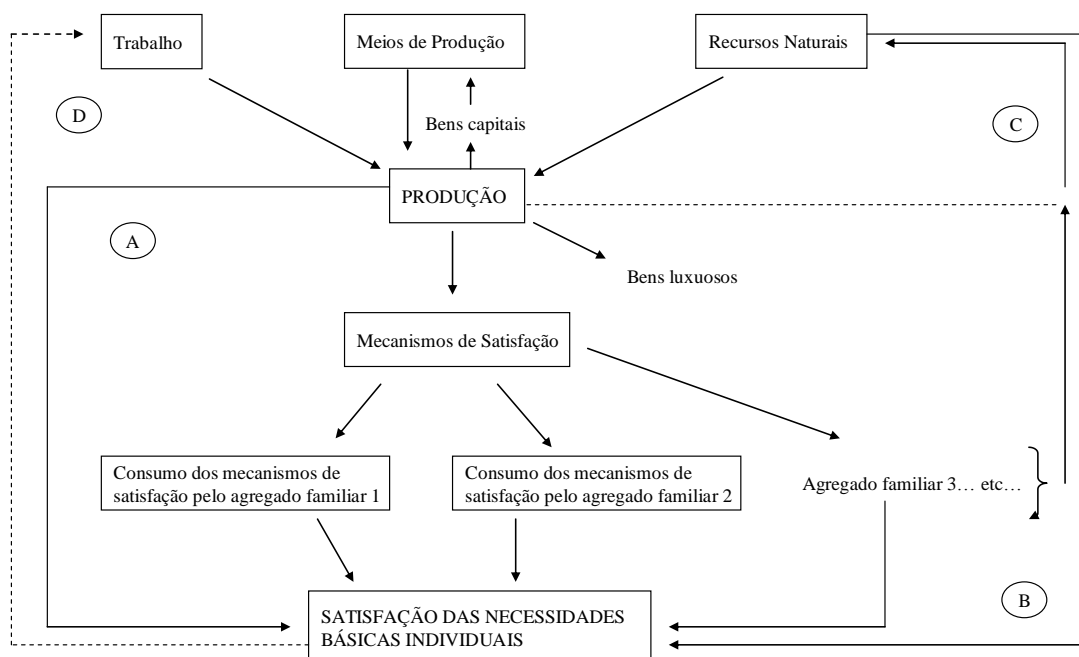 Trabalho
Meios de Produção
Recursos Naturais
D
Bens capitais
C
PRODUÇÃO
A
Bens luxuosos
Mecanismos de Satisfação
Consumo dos mecanismos de
satisfação pelo agregado familiar 1
Consumo dos mecanismos de
satisfação pelo agregado familiar 2
Agregado familiar 3… etc…
B
SATISFAÇÃO DAS NECESSIDADES
BÁSICAS INDIVIDUAIS